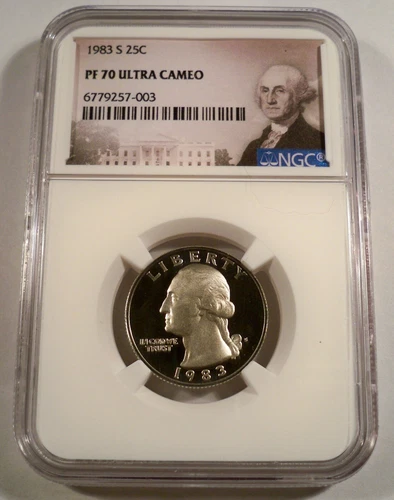 1983 S 25C
PF 70 ULTRA CAMEO
6779257-003
NGC®
LIBERTY
IN GOD WE
TRUST
S
1983